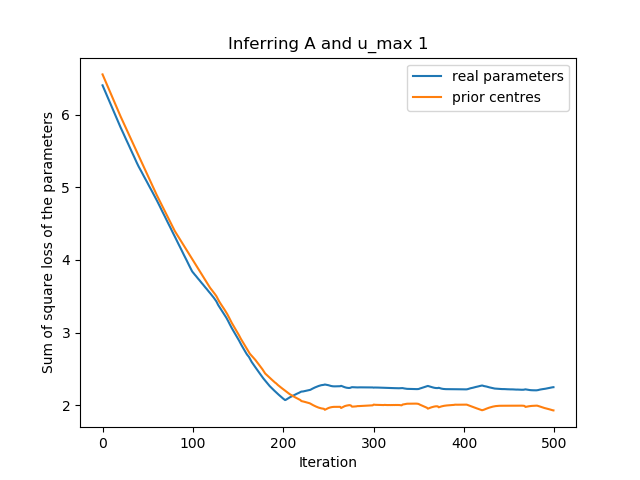 Inferring A and u_max 1
real parameters
prior centres
Sum of square loss of the parameters
6
5
4
3
2
0
100
200
300
400
500
Iteration